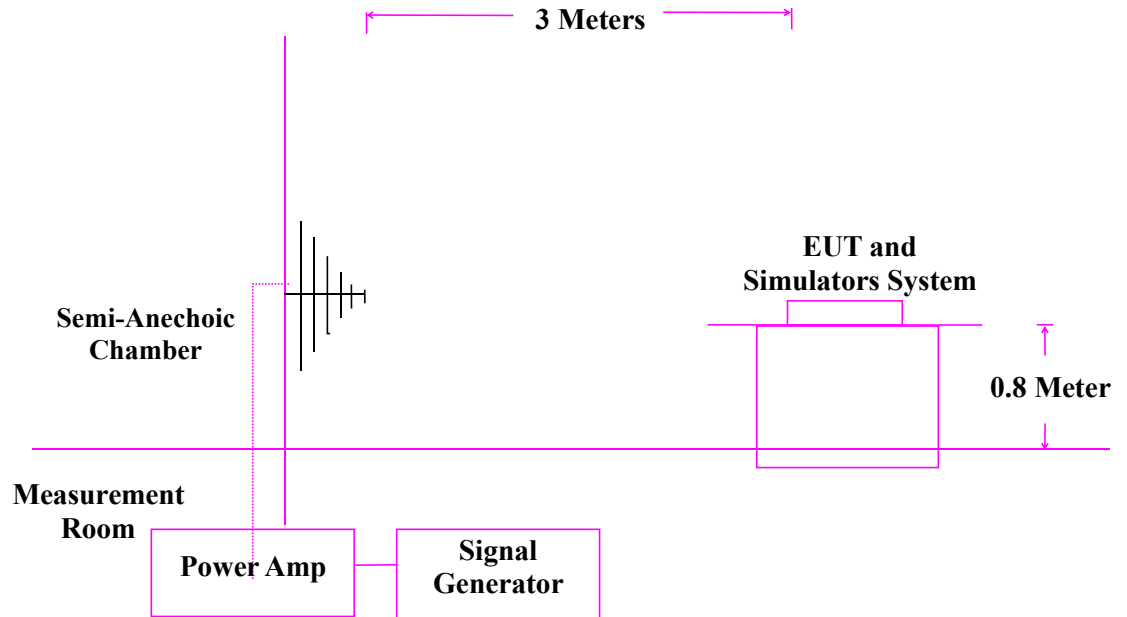 3 Meters
EUT and
Simulators System
Semi-Anechoic
Chamber
0.8 Meter
Measurement
Room
Power Amp
Signal
Generator